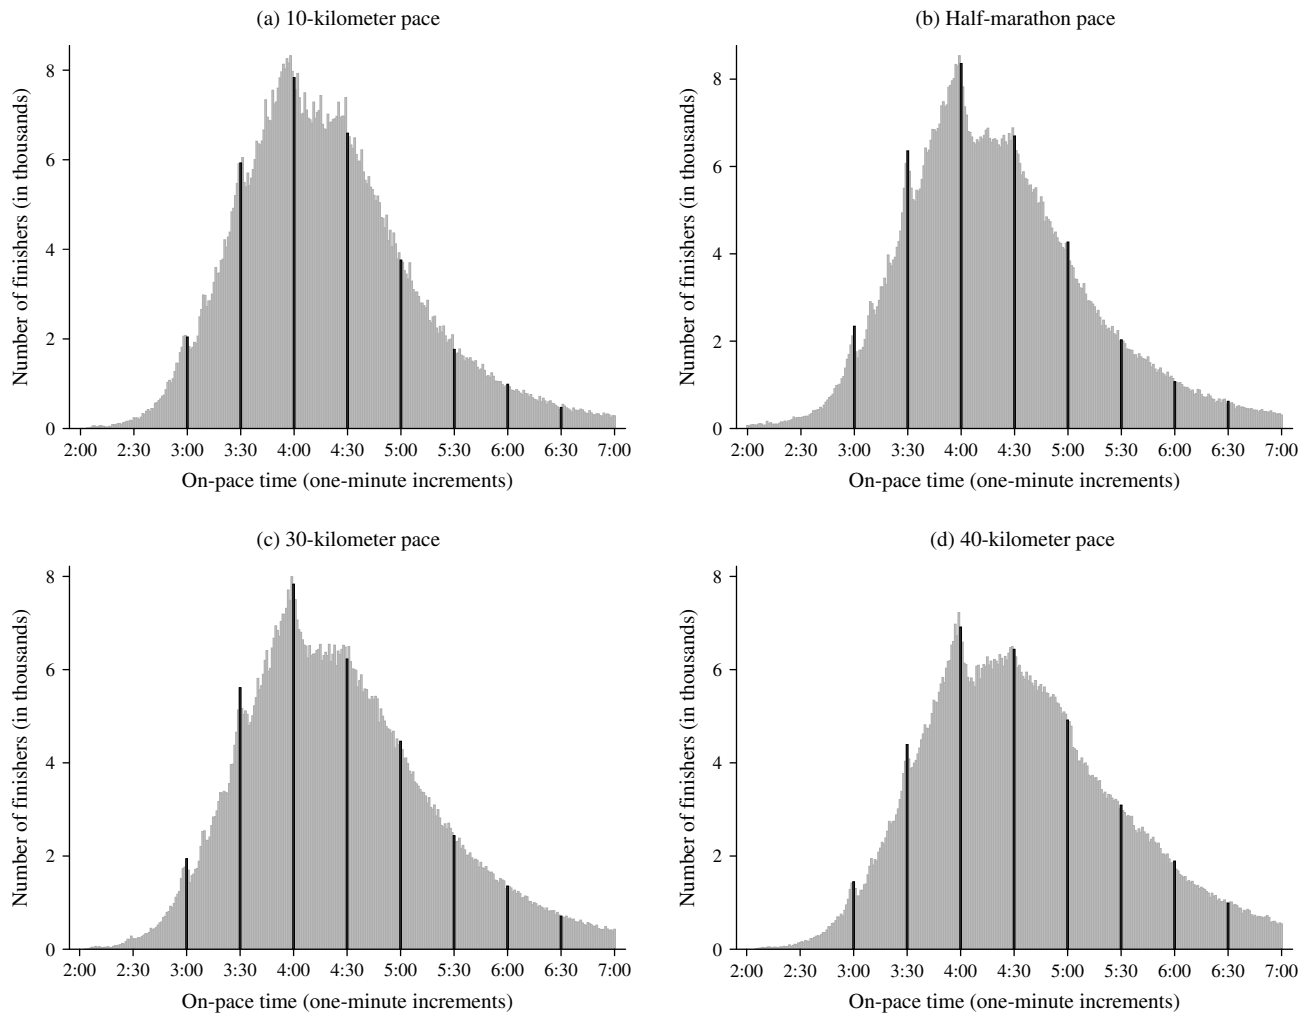 (a) 10-kilometer pace
Number of finishers (in thousands)
8
6
4
2
0
2:00 2:30 3:00 3:30 4:00 4:30 5:00 5:30 6:00 6:30 7:00
On-pace time (one-minute increments)
(b) Half-marathon pace
Number of finishers (in thousands)
8
6
4
2
0
2:00 2:30 3:00 3:30 4:00 4:30 5:00 5:30 6:00 6:30 7:00
On-pace time (one-minute increments)
(c) 30-kilometer pace
Number of finishers (in thousands)
8
6
4
2
0
2:00 2:30 3:00 3:30 4:00 4:30 5:00 5:30 6:00 6:30 7:00
On-pace time (one-minute increments)
(d) 40-kilometer pace
Number of finishers (in thousands)
8
6
4
2
0
2:00 2:30 3:00 3:30 4:00 4:30 5:00 5:30 6:00 6:30 7:00
On-pace time (one-minute increments)